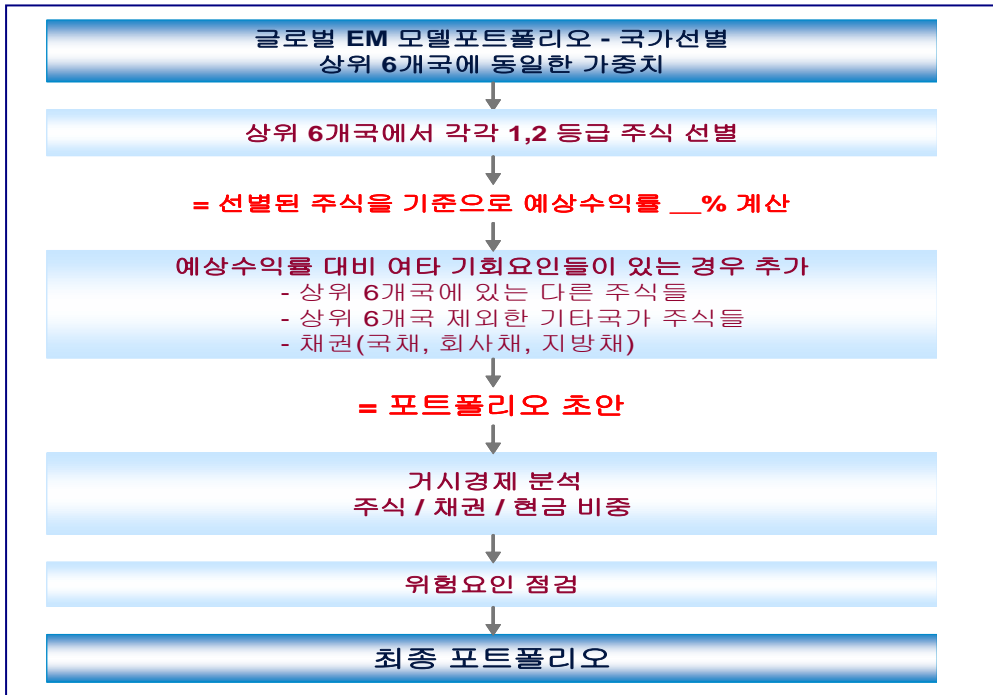 글로벌 EM 모델포트폴리오 - 국가선별
상위 6개국에 동일한 가중치
상위 6개국에서 각각 1,2 등급 주식 선별
= 선별된 주식을 기준으로 예상수익률 __% 계산
예상수익률 대비 여타 기회요인들이 있는 경우 추가
- 상위 6개국에 있는 다른 주식들
- 상위 6개국 제외한 기타국가 주식들
- 채권(국채, 회사채, 지방채)
= 포트폴리오 초안
거시경제 분석
주식 / 채권 / 현금 비중
위험요인 점검
최종 포트폴리오